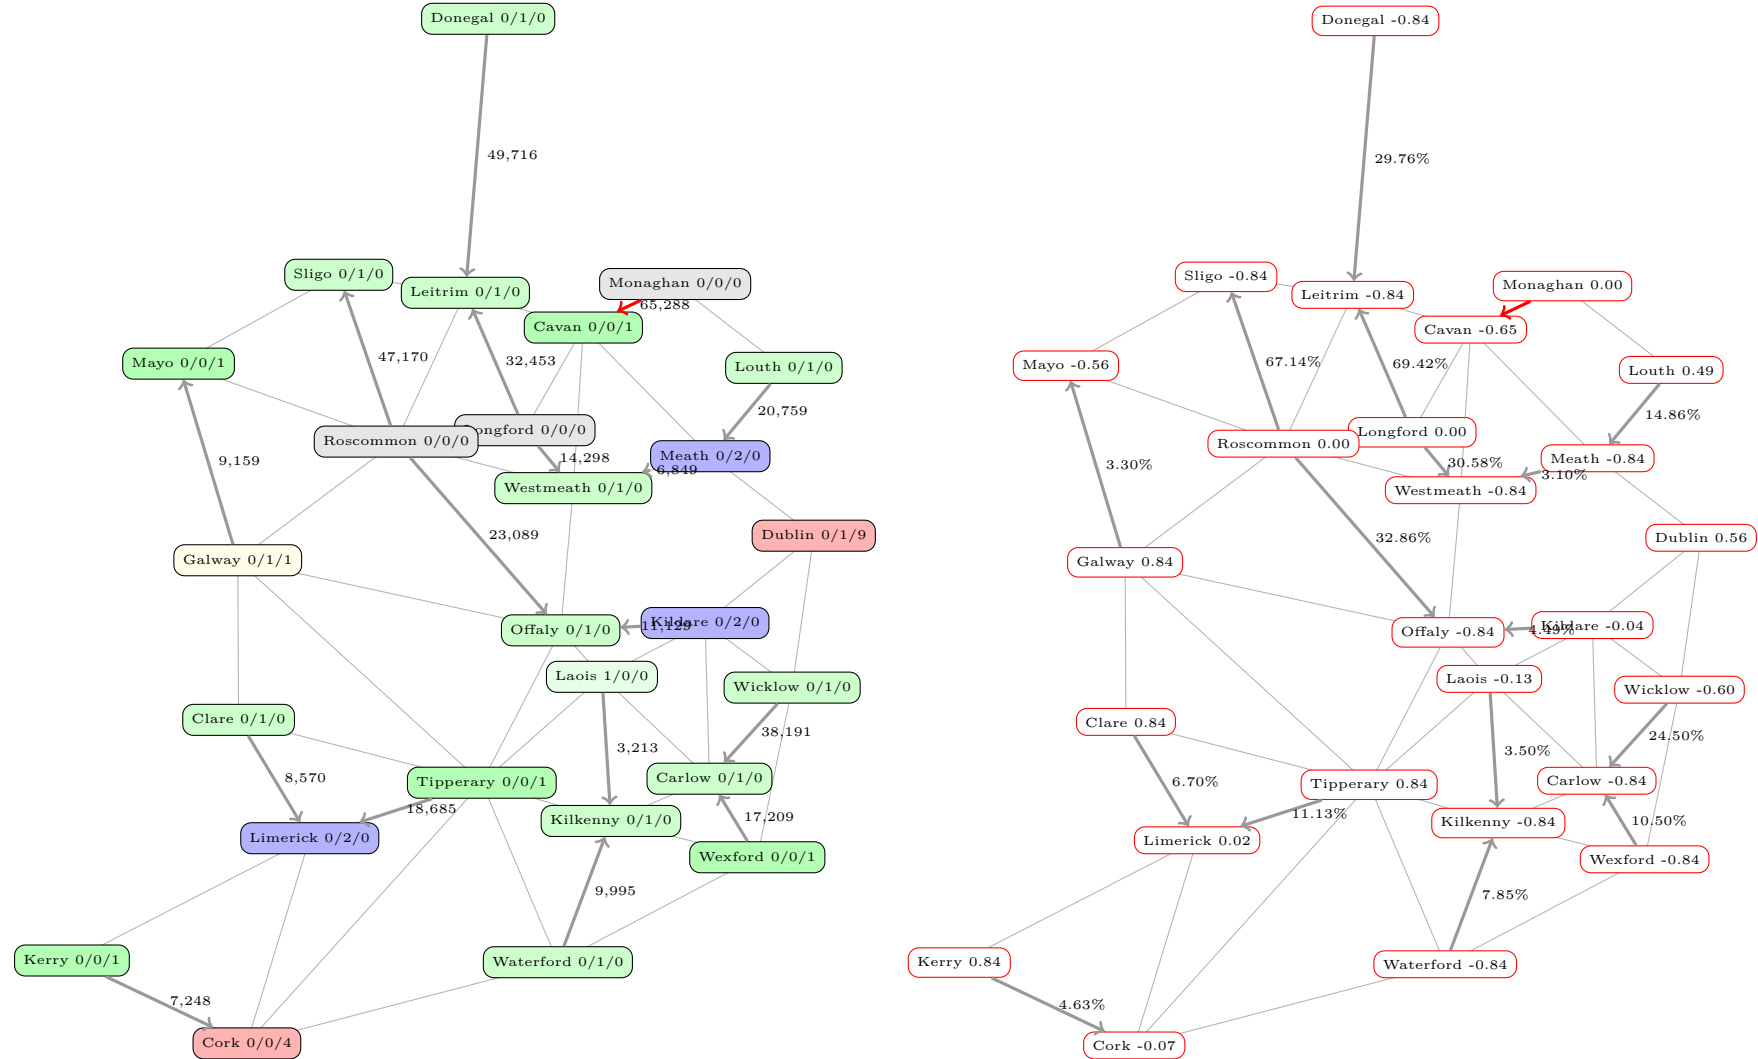 Donegal 0/1/0
49,716
Sligo 0/1/0
Leitrim 0/1/0
Monaghan 0/0/0
65,288
Cavan 0/0/1
Mayo 0/0/1
47,170
32,453
Louth 0/1/0
20,759
Longford 0/0/0
Roscommon 0/0/0
9,159
14,298
Meath 0/2/0
6,849
Westmeath 0/1/0
23,089
Dublin 0/1/9
Galway 0/1/1
Offaly 0/1/0
11,129
Kildare 0/2/0
Laois 1/0/0
Wicklow 0/1/0
Clare 0/1/0
38,191
3,213
8,570
Tipperary 0/0/1
Carlow 0/1/0
18,685
17,209
Limerick 0/2/0
Kilkenny 0/1/0
Wexford 0/0/1
9,995
Kerry 0/0/1
Waterford 0/1/0
7,248
Cork 0/0/4
Donegal -0.84
29.76%
Sligo -0.84
Leitrim -0.84
Monaghan 0.00
Cavan -0.65
Mayo -0.56
67.14%
69.42%
Louth 0.49
14.86%
Longford 0.00
Roscommon 0.00
3.30%
30.58%
Meath -0.84
3.10%
Westmeath -0.84
32.86%
Dublin 0.56
Galway 0.84
Offaly -0.84
4.49%
Kildare -0.04
Laois -0.13
Wicklow -0.60
Clare 0.84
24.50%
3.50%
6.70%
Tipperary 0.84
Carlow -0.84
11.13%
10.50%
Limerick 0.02
Kilkenny -0.84
Wexford -0.84
7.85%
Kerry 0.84
Waterford -0.84
4.63%
Cork -0.07